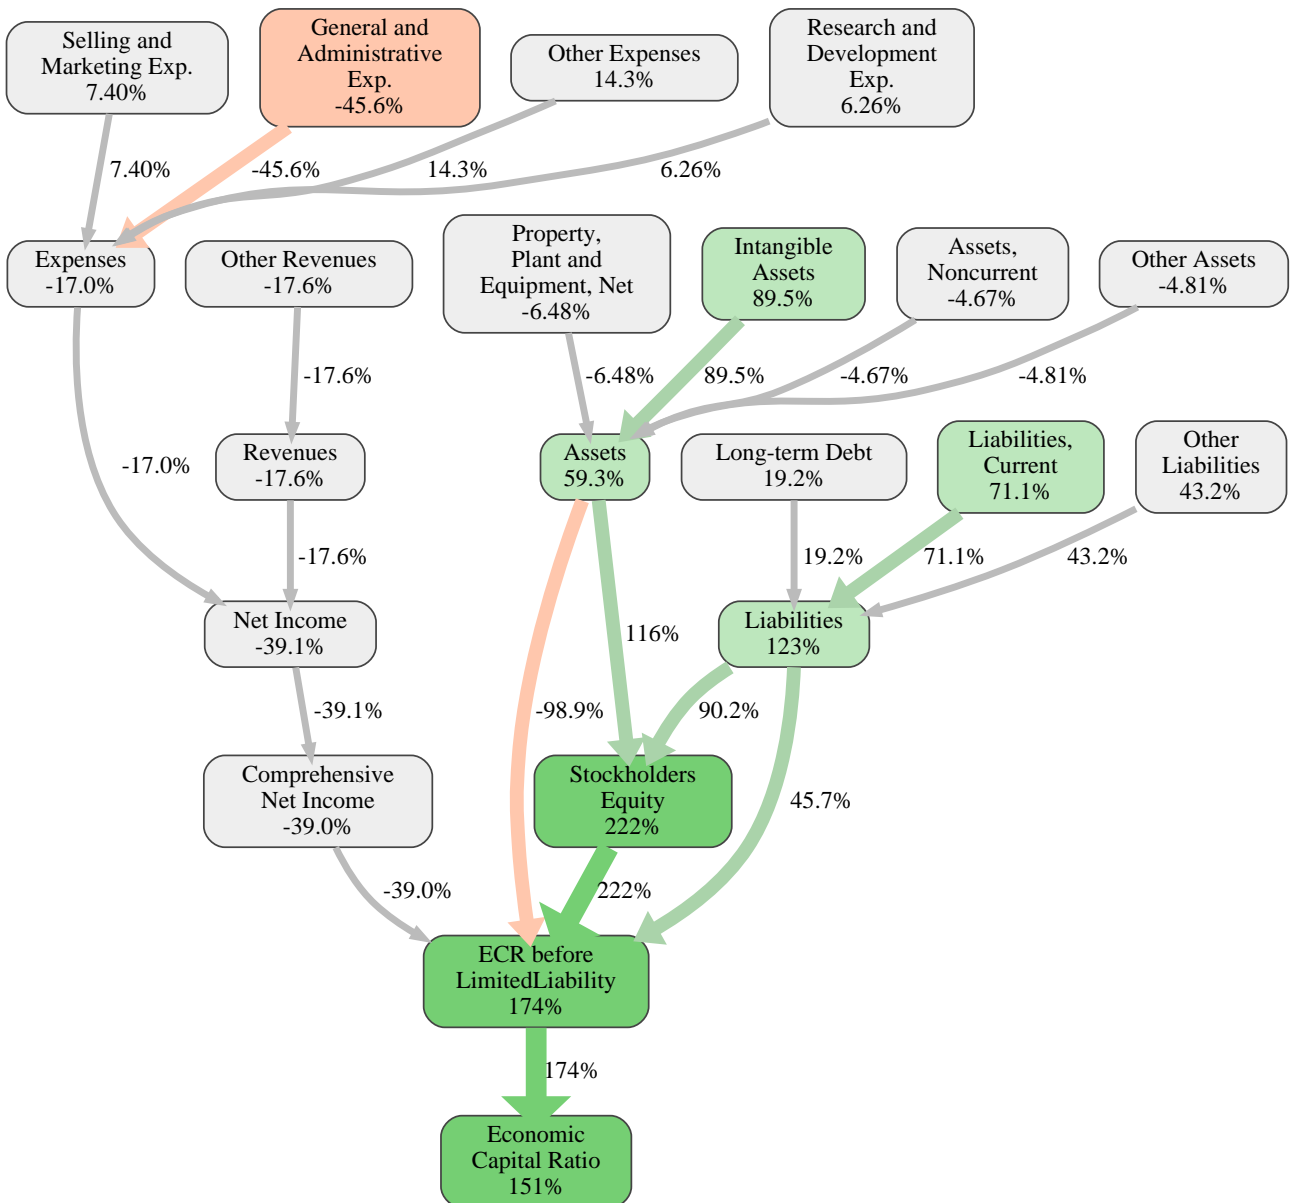 Selling and
Marketing Exp.
7.40%
General and
Administrative
Exp.
-45.6%
Other Expenses
14.3%
Research and
Development
Exp.
6.26%
7.40%
-45.6%
14.3%
6.26%
Expenses
-17.0%
Other Revenues
-17.6%
Property,
Plant and
Equipment, Net
-6.48%
Intangible
Assets
89.5%
Assets,
Noncurrent
-4.67%
Other Assets
-4.81%
-17.6%
-6.48%
89.5%
-4.67%
-4.81%
-17.0%
Revenues
-17.6%
Assets
59.3%
Long-term Debt
19.2%
Liabilities,
Current
71.1%
Other
Liabilities
43.2%
-17.6%
19.2%
71.1%
43.2%
Net Income
-39.1%
116%
Liabilities
123%
-39.1%
-98.9%
90.2%
Comprehensive
Net Income
-39.0%
Stockholders
Equity
222%
45.7%
-39.0%
222%
ECR before
LimitedLiability
174%
174%
Economic
Capital Ratio
151%